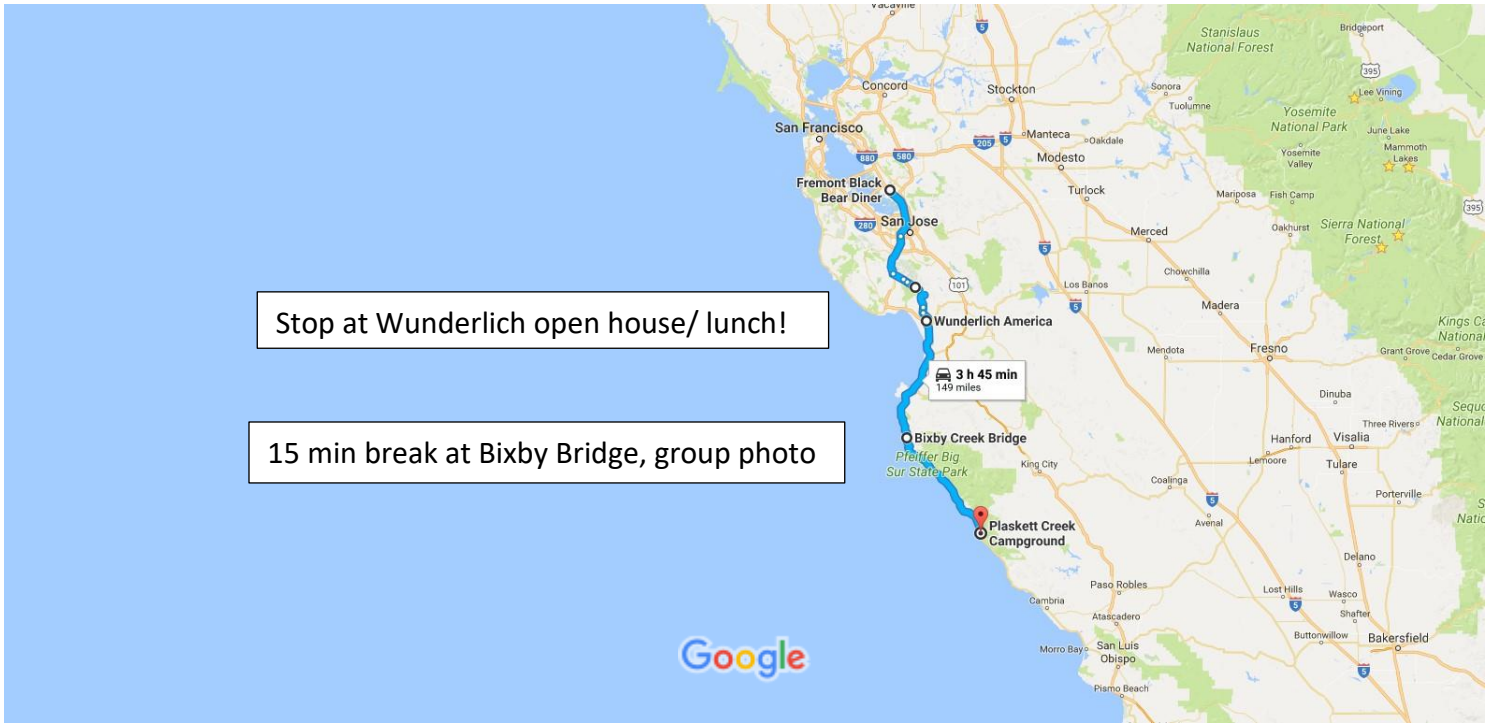 Vacaville
5
Stanislaus
National Forest
Bridgeport
395
Concord
Stockton
Sonora
Tuolumne
Lee Vining
Yosemite
National Park
San Francisco
Manteca
Oakdale
205
5
June Lake
880
580
Modesto
Yosemite
Valley
Mammoth
Lakes
Fremont Black
Bear Diner
Turlock
Mariposa
Fish Camp
395
280
San Jose
Merced
Oakhurst
Sierra National
Forest
5
Chowchilla
101
Los Banos
Madera
5
Stop at Wunderlich open house/ lunch!
Wunderlich America
Kings Ca
National
Mendota
Fresno
Grant Grove
Cedar Grove
3 h 45 min
149 miles
Dinuba
Sequo
National
Three Rivers
15 min break at Bixby Bridge, group photo
Bixby Creek Bridge
Hanford
Visalia
Pfeiffer Big
Sur State Park
King City
Lemoore
Tulare
Coalinga
5
Porterville
S
Natio
Plaskett Creek
Campground
Avenal
Delano
Paso Robles
Lost Hills
Wasco
Cambria
5
Shafter
Atascadero
Buttonwillow
Bakersfield
Google
Morro Bay
San Luis
Obispo
5
Pismo Beach